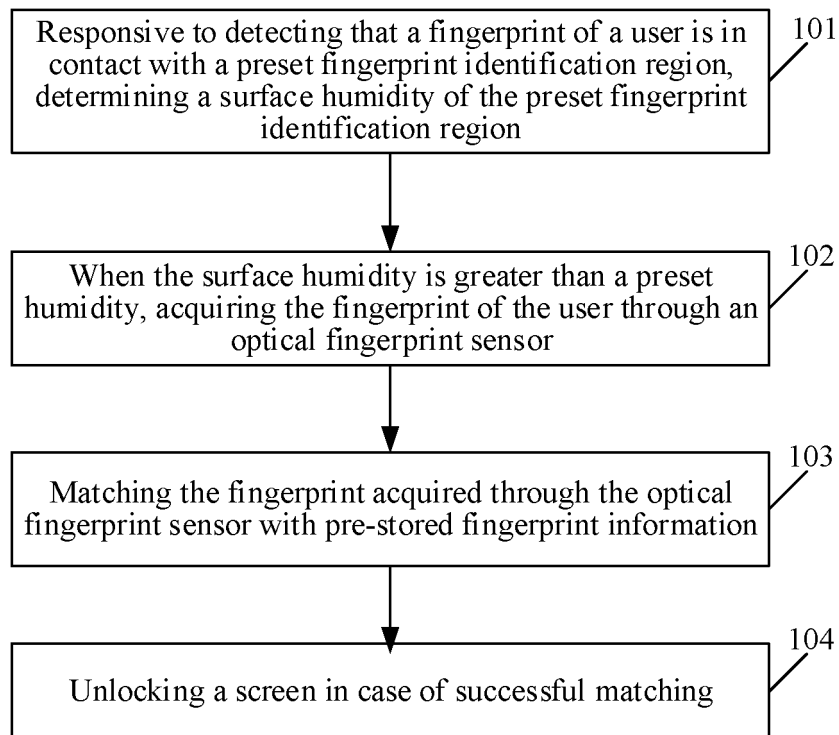 Responsive to detecting that a fingerprint of a user is in
contact with a preset fingerprint identification region,
determining a surface humidity of the preset fingerprint
identification region
101
When the surface humidity is greater than a preset
humidity, acquiring the fingerprint of the user through an
optical fingerprint sensor
102
Matching the fingerprint acquired through the optical
fingerprint sensor with pre-stored fingerprint information
103
Unlocking a screen in case of successful matching
104